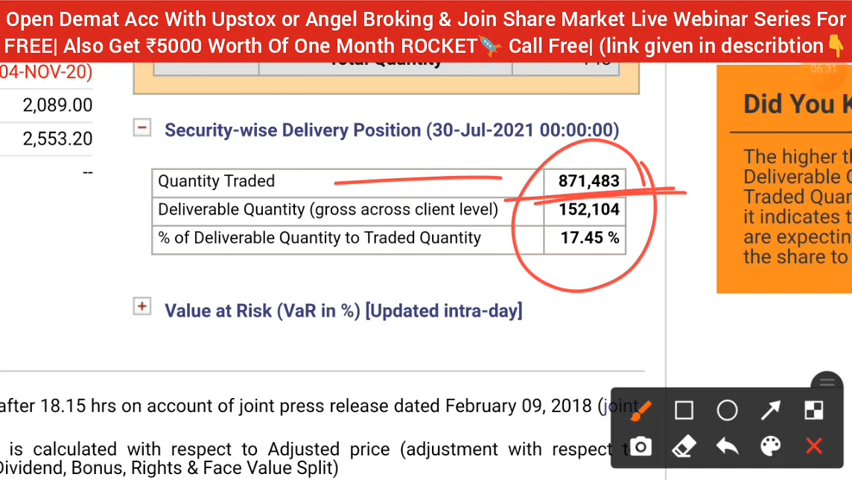 Open Demat Acc With Upstox or Angel Broking & Join Share Market Live Webinar Series For
FREE| Also Get ₹5000 Worth Of One Month ROCKET🚀 Call Free| (link given in describtion👇
04-NOV-20)
2,089.00
2,553.20
--
Total Quantity
06:31
− Security-wise Delivery Position (30-Jul-2021 00:00:00)
Quantity Traded 871,483
Deliverable Quantity (gross across client level) 152,104
% of Deliverable Quantity to Traded Quantity 17.45 %
+ Value at Risk (VaR in %) [Updated intra-day]
Did You K
The higher th
Deliverable Q
Traded Quan
it indicates t
are expectin
the share to
after 18.15 hrs on account of joint press release dated February 09, 2018 (joint
is calculated with respect to Adjusted price (adjustment with respect t
Dividend, Bonus, Rights & Face Value Split)